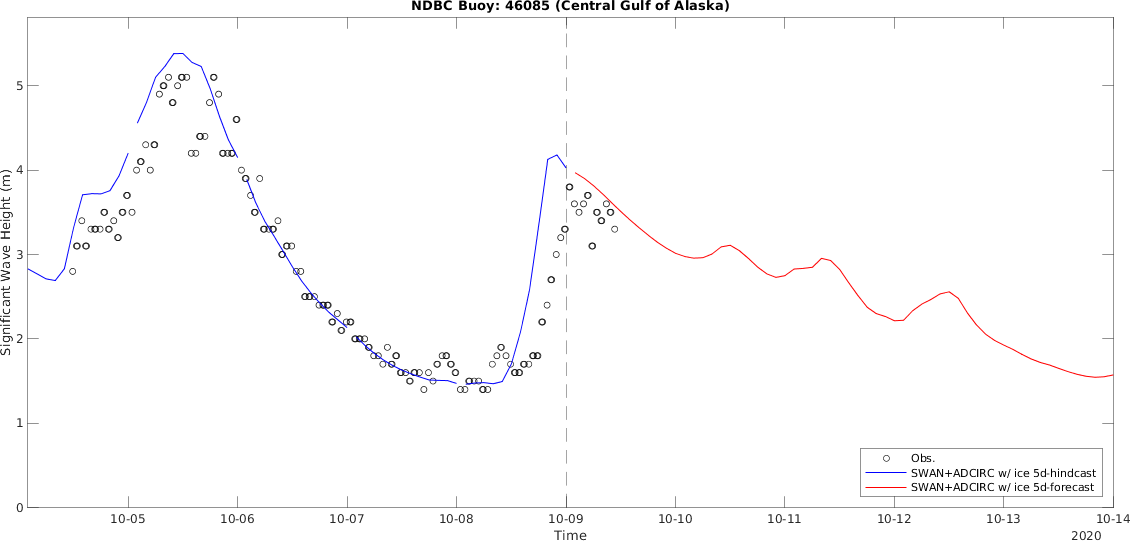 NDBC Buoy: 46085 (Central Gulf of Alaska)
Significant Wave Height (m)
5
4
3
2
1
0
10-05
10-06
10-07
10-08
10-09
10-10
10-11
10-12
10-13
10-14
Time
2020
Obs.
SWAN+ADCIRC w/ ice 5d-hindcast
SWAN+ADCIRC w/ ice 5d-forecast